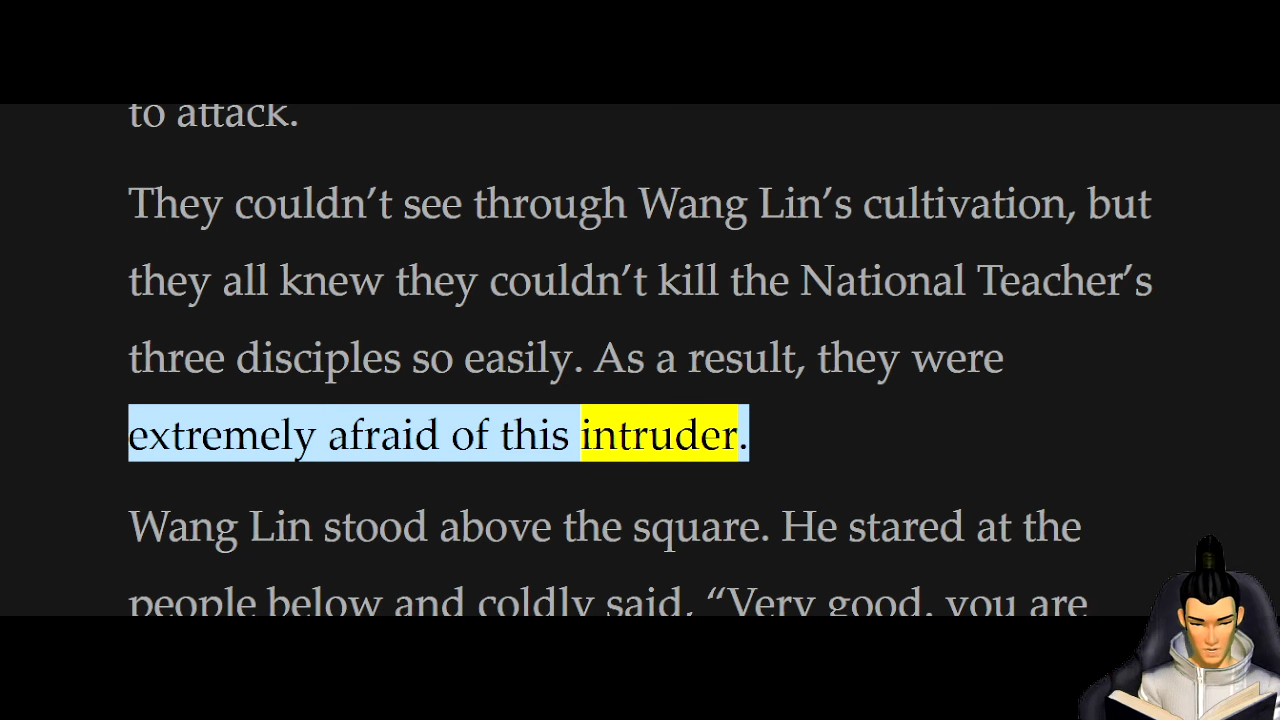 to attack.
They couldn’t see through Wang Lin’s cultivation, but
they all knew they couldn’t kill the National Teacher’s
three disciples so easily. As a result, they were
extremely afraid of this intruder.
Wang Lin stood above the square. He stared at the
people below and coldly said, “Very good, you are